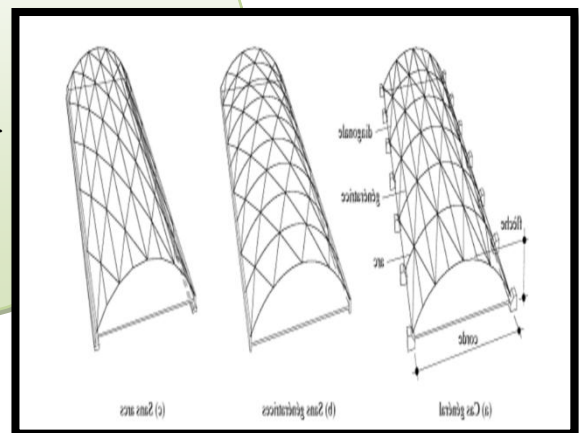 diagonale
génératrice
arc
flèche
corde
(a) Cas général
(b) Sans génératrices
(c) Sans arcs